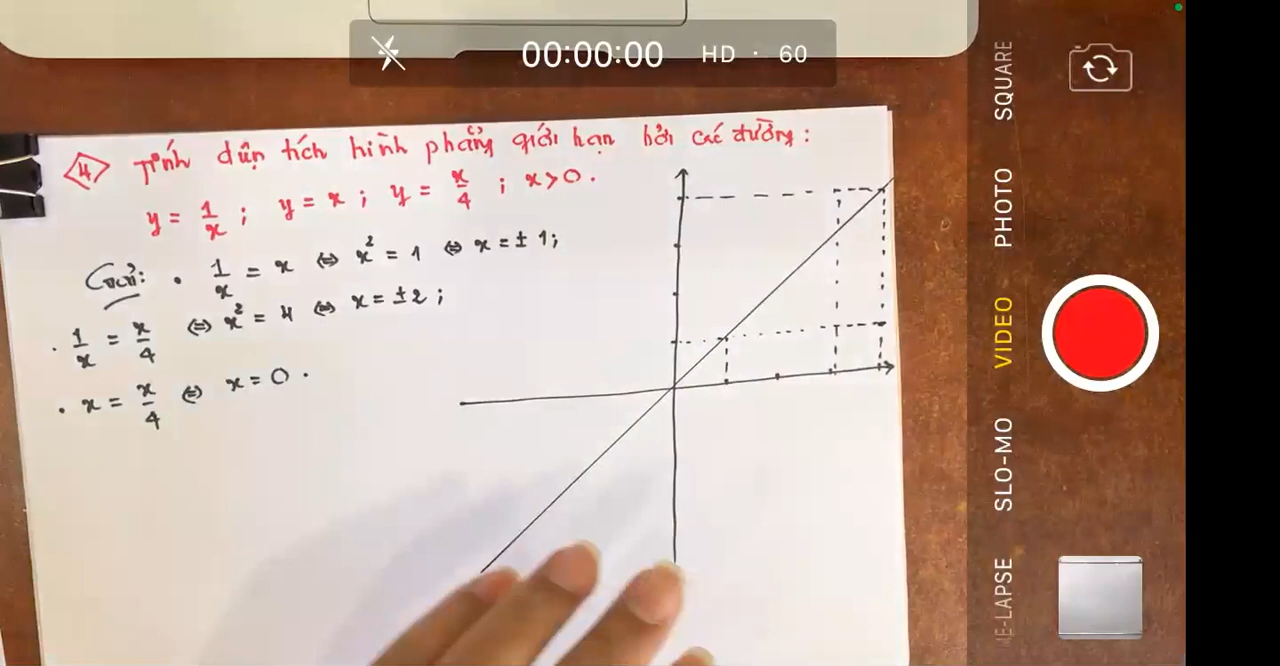 00:00:00 HD · 60
4 Tính diện tích hình phẳng giới hạn bởi các đường:
y = 1/x ; y = x ; y = x/4 ; x > 0.
Giải: • 1/x = x ⇔ x² = 1 ⇔ x = ± 1;
• 1/x = x/4 ⇔ x² = 4 ⇔ x = ±2 ;
• x = x/4 ⇔ x = 0 .
SQUARE
PHOTO
VIDEO
SLO-MO
ME-LAPSE